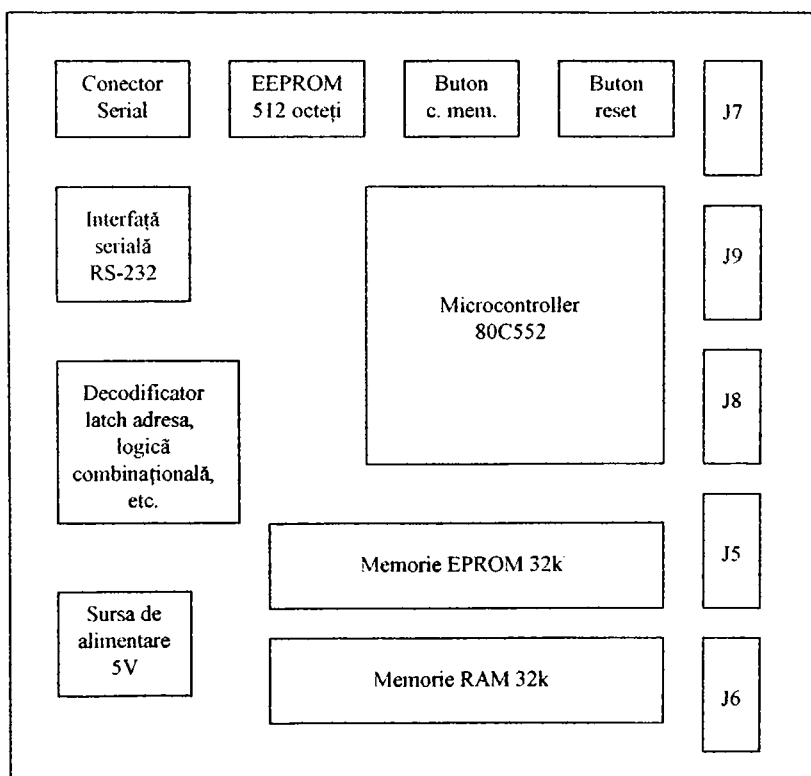 Conector
Serial
EEPROM
512 octeți
Buton
c. mem.
Buton
reset
J7
Interfață
serială
RS-232
Microcontroller
80C552
J9
Decodificator
latch adresa,
logică
combinațională,
etc.
J8
Memorie EPROM 32k
J5
Sursa de
alimentare
5V
Memorie RAM 32k
J6